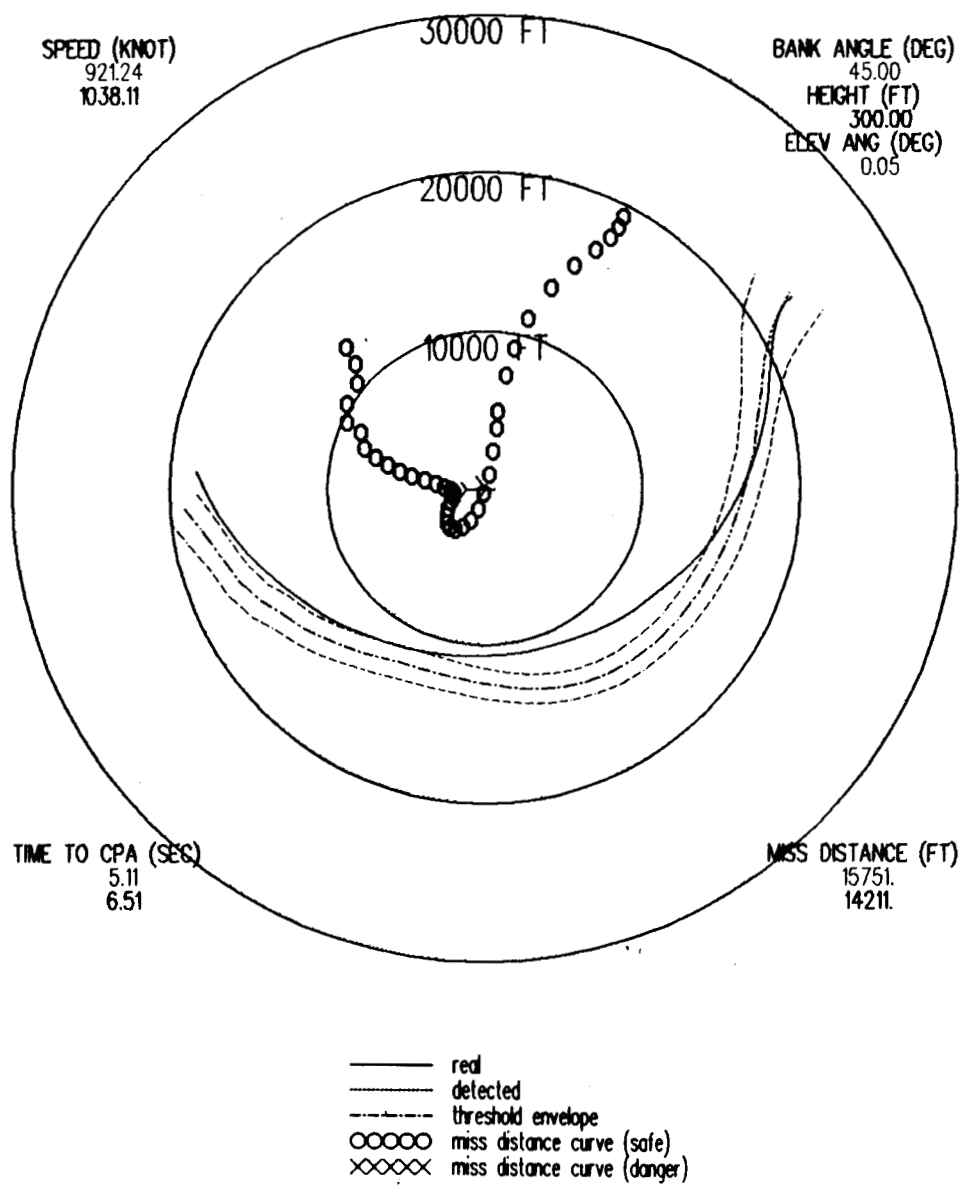 30000 FT
SPEED (KNOT)
921.24
1038.11
BANK ANGLE (DEG)
45.00
HEIGHT (FT)
300.00
ELEV ANG (DEG)
0.05
20000 FT
10000 FT
TIME TO CPA (SEC)
5.11
6.51
MISS DISTANCE (FT)
15751.
14211.
real
detected
threshold envelope
miss distance curve (safe)
miss distance curve (danger)